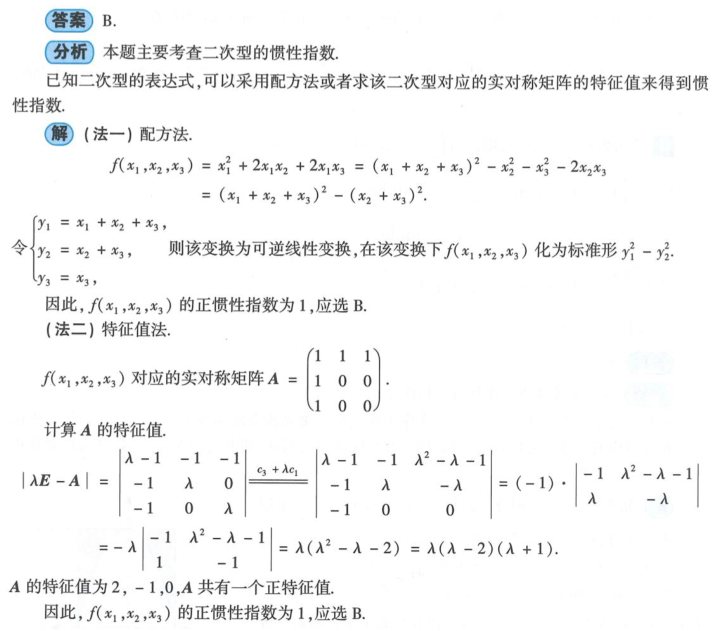 答案 B.
分析 本题主要考查二次型的惯性指数.
已知二次型的表达式,可以采用配方法或者求该二次型对应的实对称矩阵的特征值来得到惯
性指数.
解 (法一) 配方法.
f(x₁,x₂,x₃) = x₁² + 2x₁x₂ + 2x₁x₃ = (x₁ + x₂ + x₃)² − x₂² − x₃² − 2x₂x₃
= (x₁ + x₂ + x₃)² − (x₂ + x₃)².
y₁ = x₁ + x₂ + x₃,
令 { y₂ = x₂ + x₃, 则该变换为可逆线性变换,在该变换下 f(x₁,x₂,x₃) 化为标准形 y₁² − y₂².
y₃ = x₃,
因此, f(x₁,x₂,x₃) 的正惯性指数为 1,应选 B.
(法二) 特征值法.
f(x₁,x₂,x₃) 对应的实对称矩阵 A = (1 1 1; 1 0 0; 1 0 0).
计算 A 的特征值.
|λE − A| = |λ−1 −1 −1; −1 λ 0; −1 0 λ| c₃ + λc₁ ==== |λ−1 −1 λ²−λ−1; −1 λ −λ; −1 0 0| = (−1)·|−1 λ²−λ−1; λ −λ|
= −λ|−1 λ²−λ−1; 1 −1| = λ(λ² − λ − 2) = λ(λ − 2)(λ + 1).
A 的特征值为 2, −1,0,A 共有一个正特征值.
因此, f(x₁,x₂,x₃) 的正惯性指数为 1,应选 B.